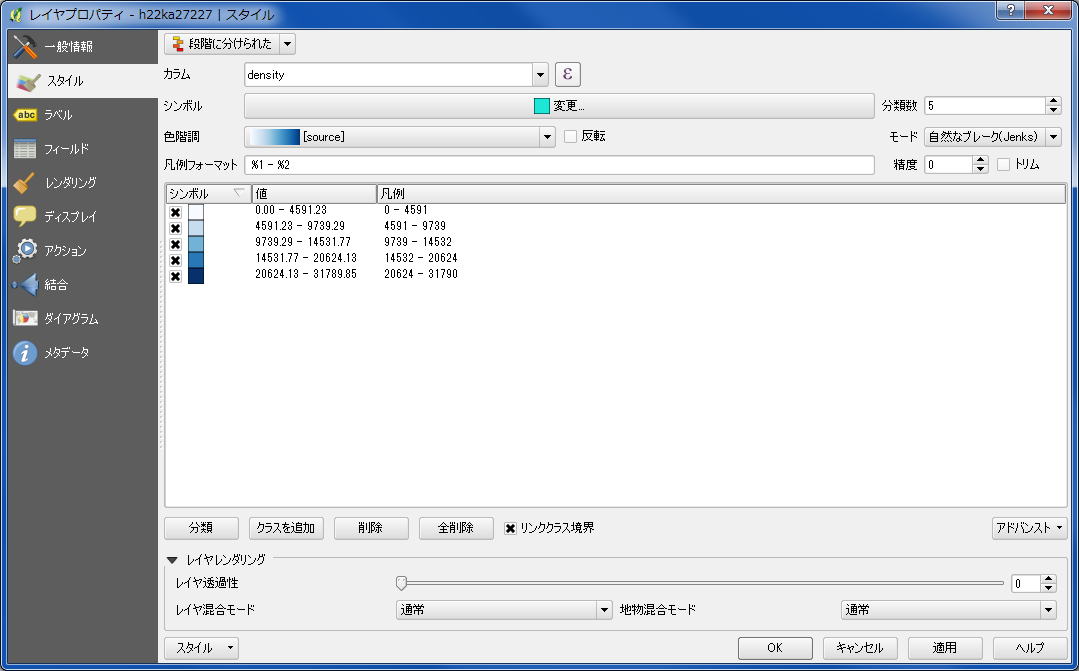 レイヤプロパティ - h22ka27227 | スタイル
?
一般情報
スタイル
abc ラベル
フィールド
レンダリング
ディスプレイ
アクション
結合
ダイアグラム
i メタデータ
段階に分けられた
カラム density ε
シンボル 変更... 分類数 5
色階調 [source] 反転 モード 自然なブレーク(Jenks)
凡例フォーマット %1 - %2 精度 0 トリム
シンボル 値 凡例
0.00 - 4591.23 0 - 4591
4591.23 - 9739.29 4591 - 9739
9739.29 - 14531.77 9739 - 14532
14531.77 - 20624.13 14532 - 20624
20624.13 - 31789.85 20624 - 31790
分類 クラスを追加 削除 全削除 リンククラス境界 アドバンスト
レイヤレンダリング
レイヤ透過性 0
レイヤ混合モード 通常 地物混合モード 通常
スタイル OK キャンセル 適用 ヘルプ